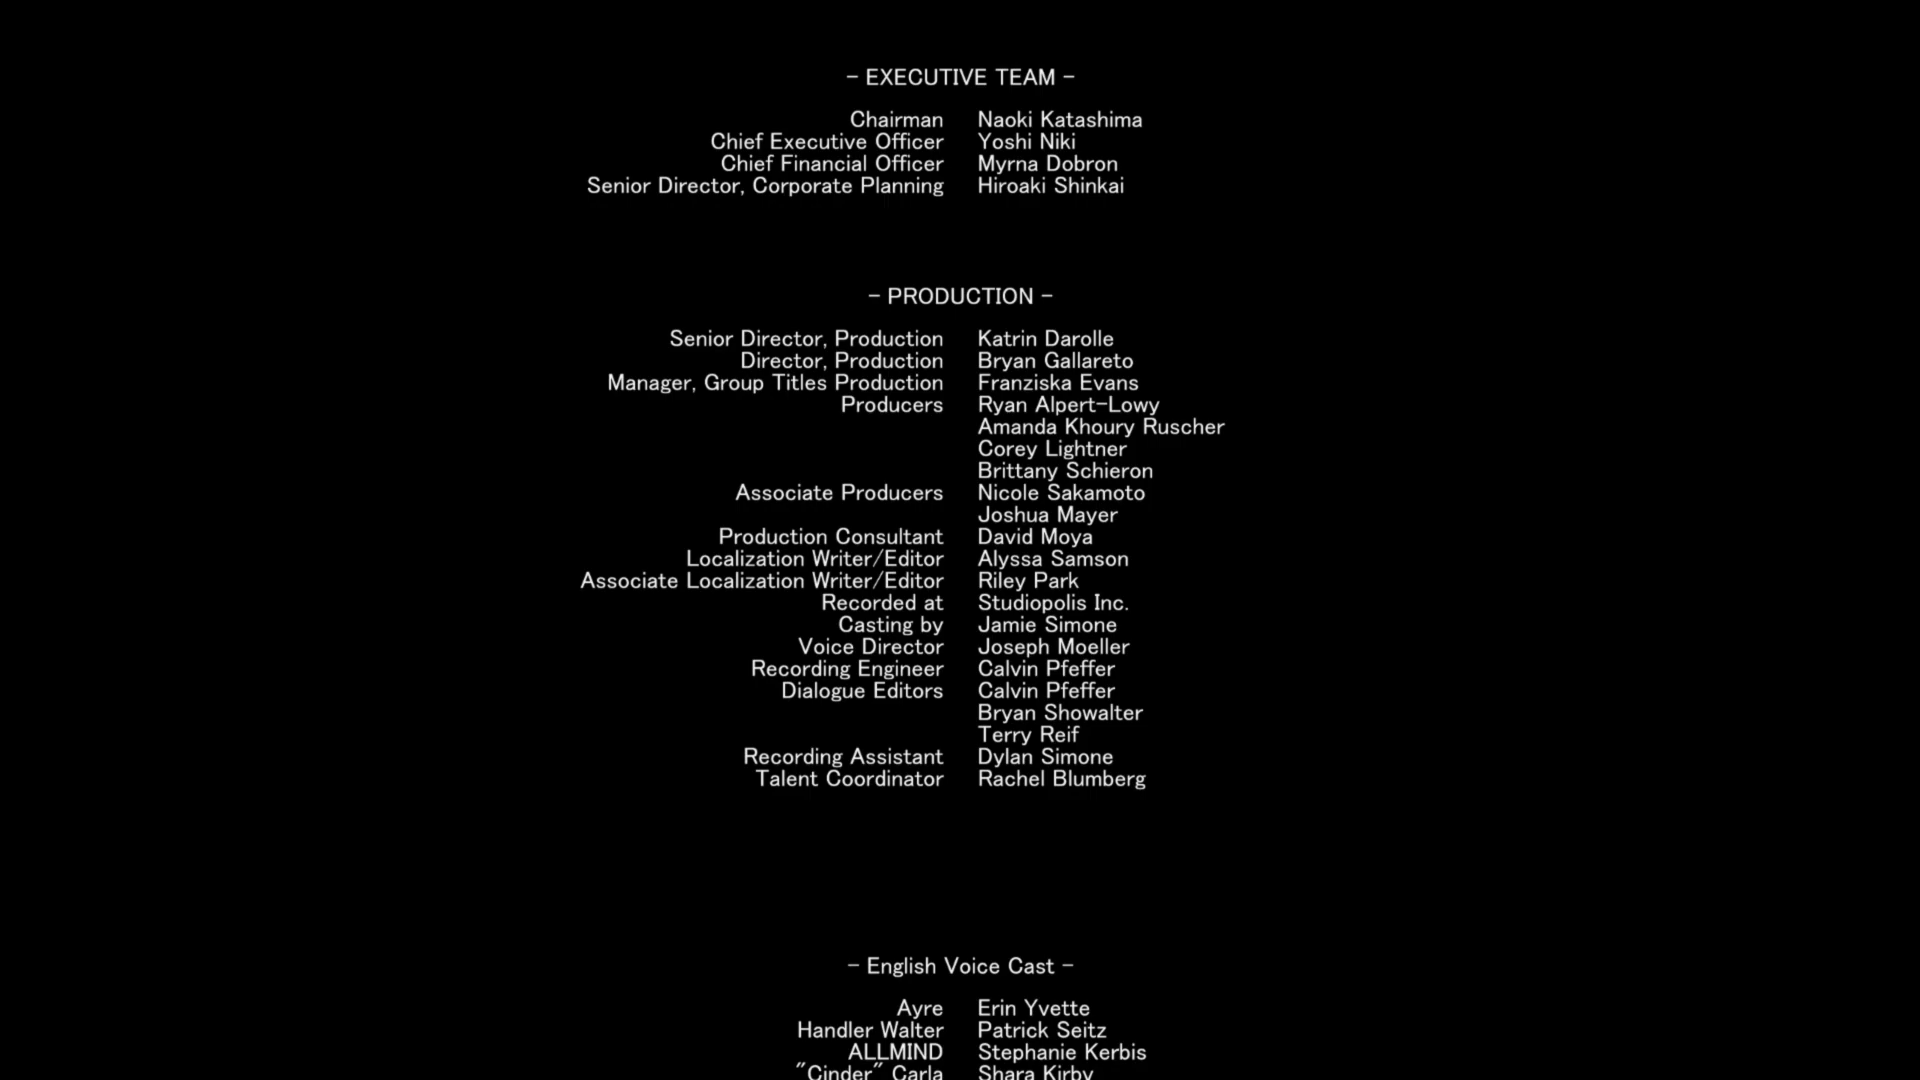 - EXECUTIVE TEAM -
Chairman Naoki Katashima
Chief Executive Officer Yoshi Niki
Chief Financial Officer Myrna Dobron
Senior Director, Corporate Planning Hiroaki Shinkai
- PRODUCTION -
Senior Director, Production Katrin Darolle
Director, Production Bryan Gallareto
Manager, Group Titles Production Franziska Evans
Producers Ryan Alpert-Lowy
Amanda Khoury Ruscher
Corey Lightner
Brittany Schieron
Associate Producers Nicole Sakamoto
Joshua Mayer
Production Consultant David Moya
Localization Writer/Editor Alyssa Samson
Associate Localization Writer/Editor Riley Park
Recorded at Studiopolis Inc.
Casting by Jamie Simone
Voice Director Joseph Moeller
Recording Engineer Calvin Pfeffer
Dialogue Editors Calvin Pfeffer
Bryan Showalter
Terry Reif
Recording Assistant Dylan Simone
Talent Coordinator Rachel Blumberg
- English Voice Cast -
Ayre Erin Yvette
Handler Walter Patrick Seitz
ALLMIND Stephanie Kerbis
"Cinder" Carla Shara Kirby